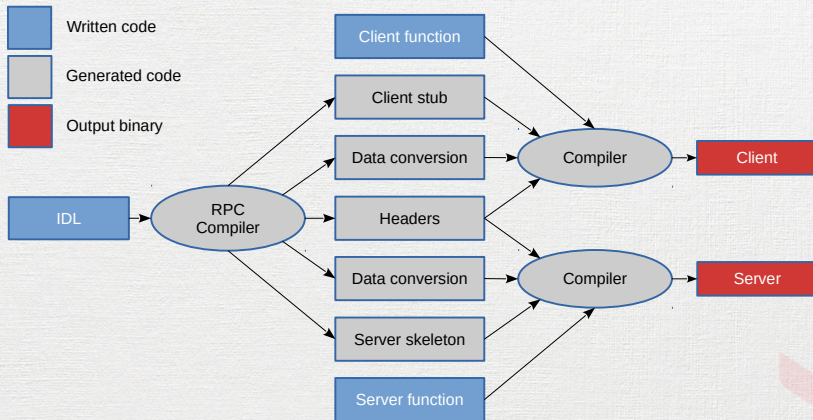 Written code
Generated code
Output binary
Client function
Client stub
Data conversion
Compiler
Client
IDL
RPC
Compiler
Headers
Data conversion
Compiler
Server
Server skeleton
Server function